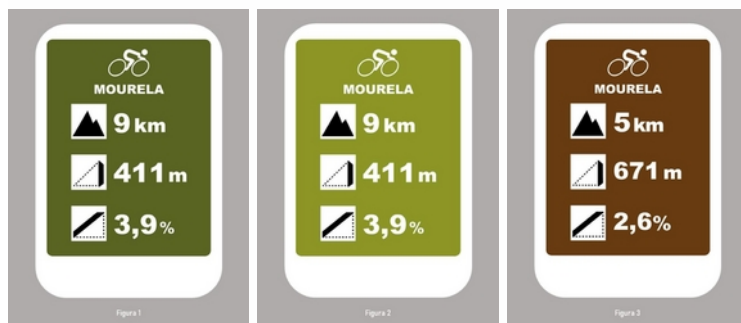 MOURELA
9 km
411 m
3,9%
Figura 1
MOURELA
9 km
411 m
3,9%
Figura 2
MOURELA
5 km
671 m
2,6%
Figura 3